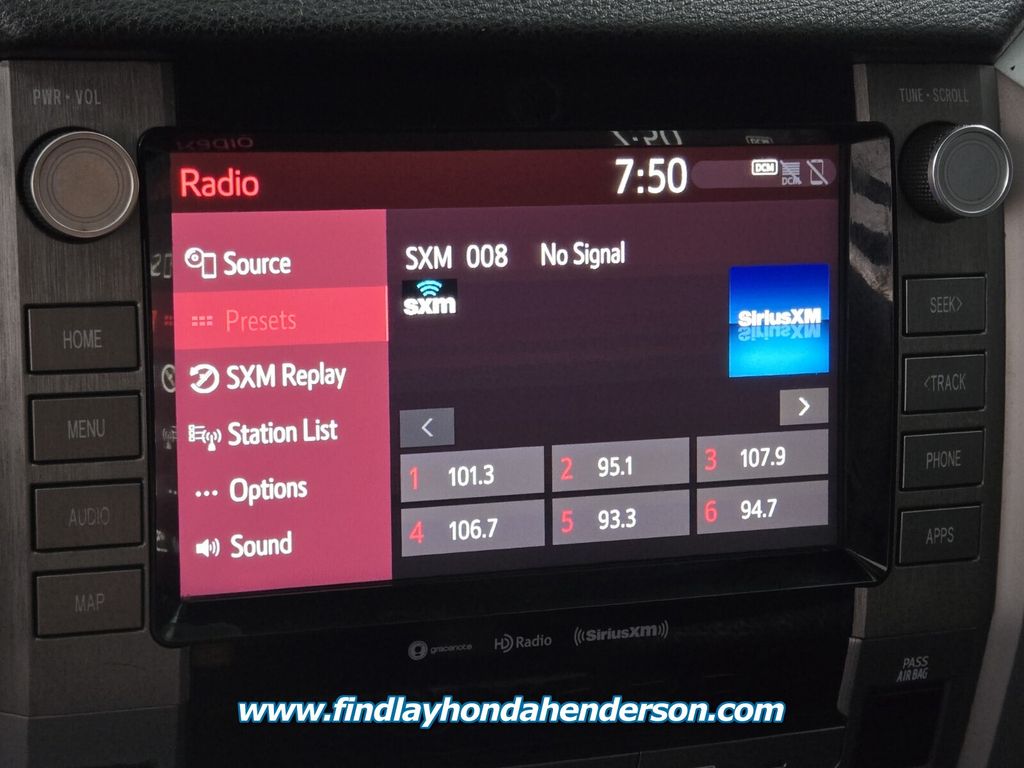 PWR • VOL
TUNE • SCROLL
Radio
7:50
DCM
DCM
Source
Presets
SXM Replay
Station List
Options
Sound
SXM 008 No Signal
sxm
SiriusXM
< >
1 101.3
2 95.1
3 107.9
4 106.7
5 93.3
6 94.7
HOME
MENU
AUDIO
MAP
SEEK>
<TRACK
PHONE
APPS
gracenote
HD Radio
((SiriusXM))
PASS
AIR BAG
www.findlayhondahenderson.com